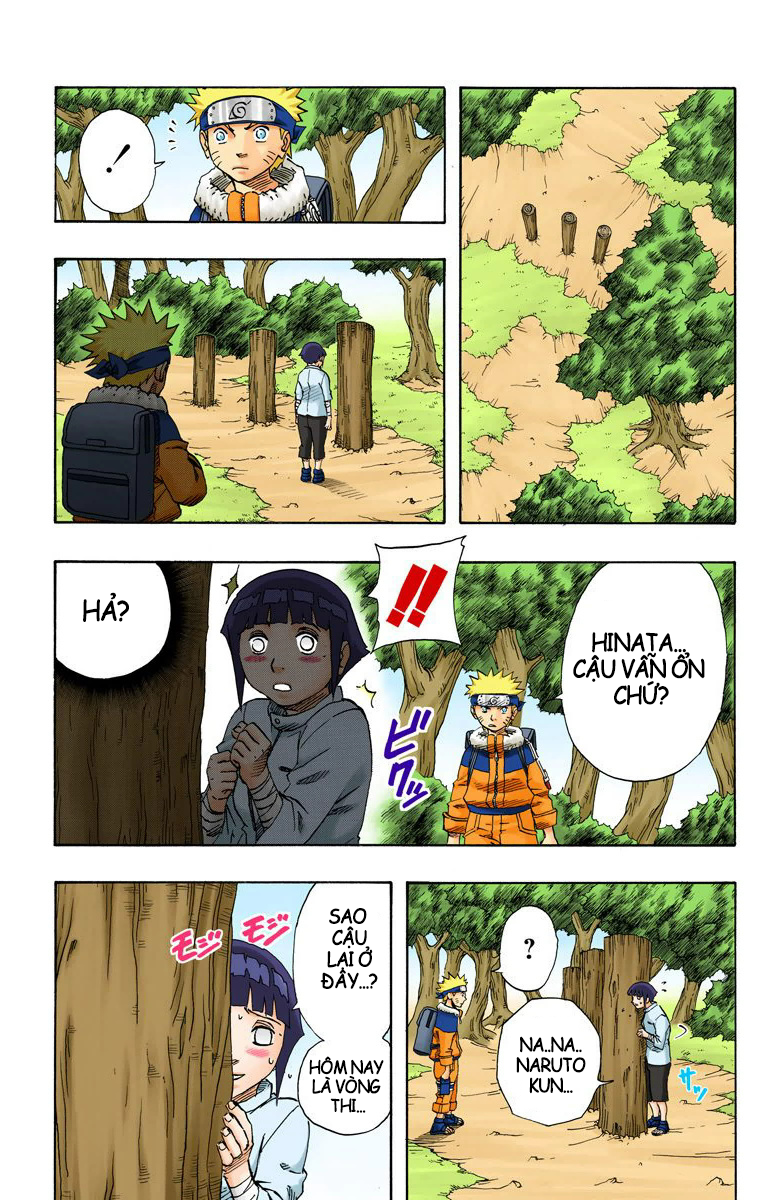 !
HINATA...
CẬU VẪN ỔN
CHỨ?
!!
ビクッ
HẢ?
?
NA..NA..
NARUTO
KUN...
サッ
SAO
CẬU
LẠI Ở
ĐÂY...?
HÔM NAY
LÀ VÒNG
THI...
モジ モジ